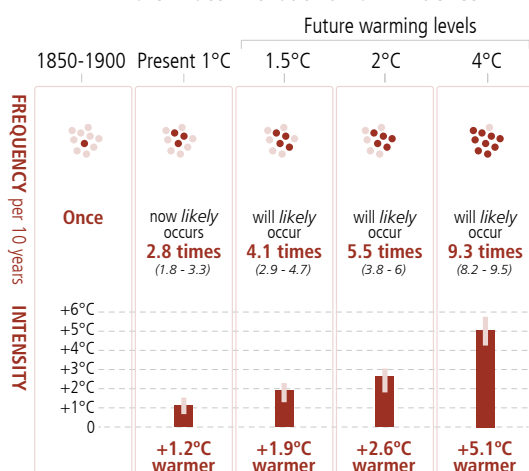 Future warming levels
1850-1900 Present 1°C 1.5°C 2°C 4°C
FREQUENCY per 10 years
Once
now likely
occurs
2.8 times
(1.8 - 3.3)
will likely
occur
4.1 times
(2.9 - 4.7)
will likely
occur
5.5 times
(3.8 - 6)
will likely
occur
9.3 times
(8.2 - 9.5)
INTENSITY
+6°C
+5°C
+4°C
+3°C
+2°C
+1°C
0
+1.2°C
warmer
+1.9°C
warmer
+2.6°C
warmer
+5.1°C
warmer